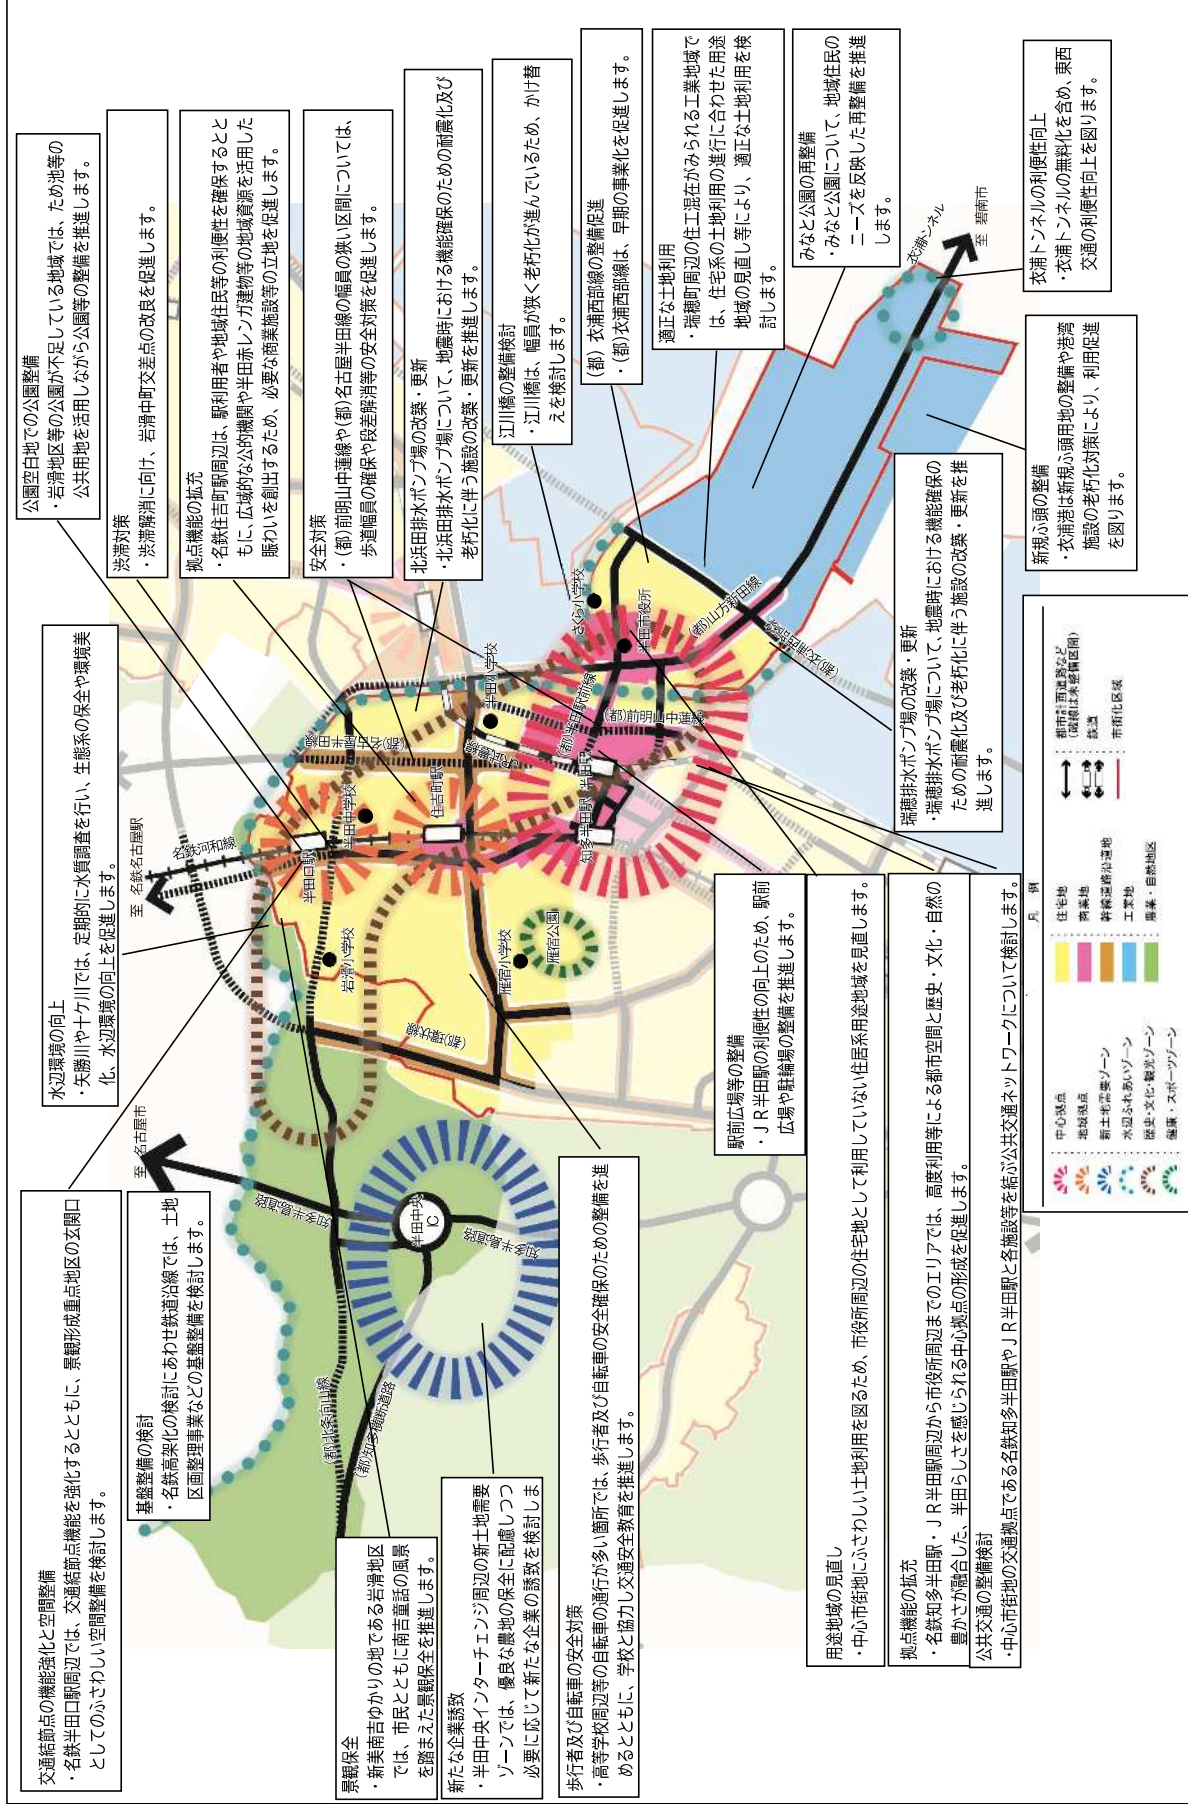 交通結節点の機能強化と空間整備
・名鉄半田口駅周辺では、交通結節点機能を強化するとともに、景観形成重点地区の玄関口
としてのふさわしい空間整備を検討します。
基盤整備の検討
・名鉄高架化の検討にあわせ鉄道沿線では、土地
区画整理事業などの基盤整備を検討します。
水辺環境の向上
・矢勝川や十ケ川では、定期的に水質調査を行い、生態系の保全や環境美
化、水辺環境の向上を促進します。
公園空白地での公園整備
・岩滑地区等の公園が不足している地域では、ため池等の
公共用地を活用しながら公園等の整備を推進します。
渋滞対策
・渋滞解消に向け、岩滑中町交差点の改良を促進します。
拠点機能の拡充
・名鉄住吉町駅周辺は、駅利用者や地域住民等の利便性を確保するとと
もに、広域的な公的機関や半田赤レンガ建物等の地域資源を活用した
賑わいを創出するため、必要な商業施設等の立地を促進します。
安全対策
・(都)前明山中蓮線や(都)名古屋半田線の幅員の狭い区間については、
歩道幅員の確保や段差解消等の安全対策を促進します。
北浜田排水ポンプ場の改築・更新
・北浜田排水ポンプ場について、地震時における機能確保のための耐震化及び
老朽化に伴う施設の改築・更新を推進します。
江川橋の整備検討
・江川橋は、幅員が狭く老朽化が進んでいるため、かけ替
えを検討します。
(都)衣浦西部線の整備促進
・(都)衣浦西部線は、早期の事業化を促進します。
適正な土地利用
・瑞穂町周辺の住工混在がみられる工業地域で
は、住宅系の土地利用の進行に合わせた用途
地域の見直し等により、適正な土地利用を検
討します。
みなと公園の再整備
・みなと公園について、地域住民の
ニーズを反映した再整備を推進
します。
衣浦トンネルの利便性向上
・衣浦トンネルの無料化を含め、東西
交通の利便性向上を図ります。
新規ふ頭の整備
・衣浦港は新規ふ頭用地の整備や港湾
施設の老朽化対策により、利用促進
を図ります。
瑞穂排水ポンプ場の改築・更新
・瑞穂排水ポンプ場について、地震時における機能確保の
ための耐震化及び老朽化に伴う施設の改築・更新を推
進します。
至 名鉄名古屋駅
名鉄河和線
半田口駅
半田中学校
住吉町駅
(都)名古屋半田線
岩滑小学校
(都)環状線
雁宿小学校
雁宿公園
半田小学校
JR武豊線
(都)半田駅前線
半田駅
知多半田駅
(都)前明山中蓮線
さくら小学校
半田市役所
(都)山方新田線
(都)衣浦西部線
衣浦トンネル
至 碧南市
至 名古屋市
知多半島道路
半田中央
IC
知多半島道路
(都)北条向山線
(都)知多横断道路
景観保全
・新美南吉ゆかりの地である岩滑地区
では、市民とともに南吉童話の風景
を踏まえた景観保全を推進します。
新たな企業誘致
・半田中央インターチェンジ周辺の新土地需要
ゾーンでは、優良な農地の保全に配慮しつつ
必要に応じて新たな企業の誘致を検討しま
歩行者及び自転車の安全対策
・高等学校周辺等の自転車の通行が多い箇所では、歩行者及び自転車の安全確保のための整備を進
めるとともに、学校と協力し交通安全教育を推進します。
駅前広場等の整備
・ＪＲ半田駅の利便性の向上のため、駅前
広場や駐輪場の整備を推進します。
用途地域の見直し
・中心市街地にふさわしい土地利用を図るため、市役所周辺の住宅地として利用していない住居系用途地域を見直します。
拠点機能の拡充
・名鉄知多半田駅・ＪＲ半田駅周辺から市役所周辺までのエリアでは、高度利用等による都市空間と歴史・文化・自然の
豊かさが融合した、半田らしさを感じられる中心拠点の形成を促進します。
公共交通の整備検討
・中心市街地の交通拠点である名鉄知多半田駅やＪＲ半田駅と各施設等を結ぶ公共交通ネットワークについて検討します。
凡 例
中心拠点
地域拠点
新土地需要ゾーン
水辺ふれあいゾーン
歴史・文化・観光ゾーン
健康・スポーツゾーン
住宅地
商業地
幹線道路沿道地
工業地
農業・自然地区
都市計画道路など
(破線は未整備区間)
鉄道
市街化区域